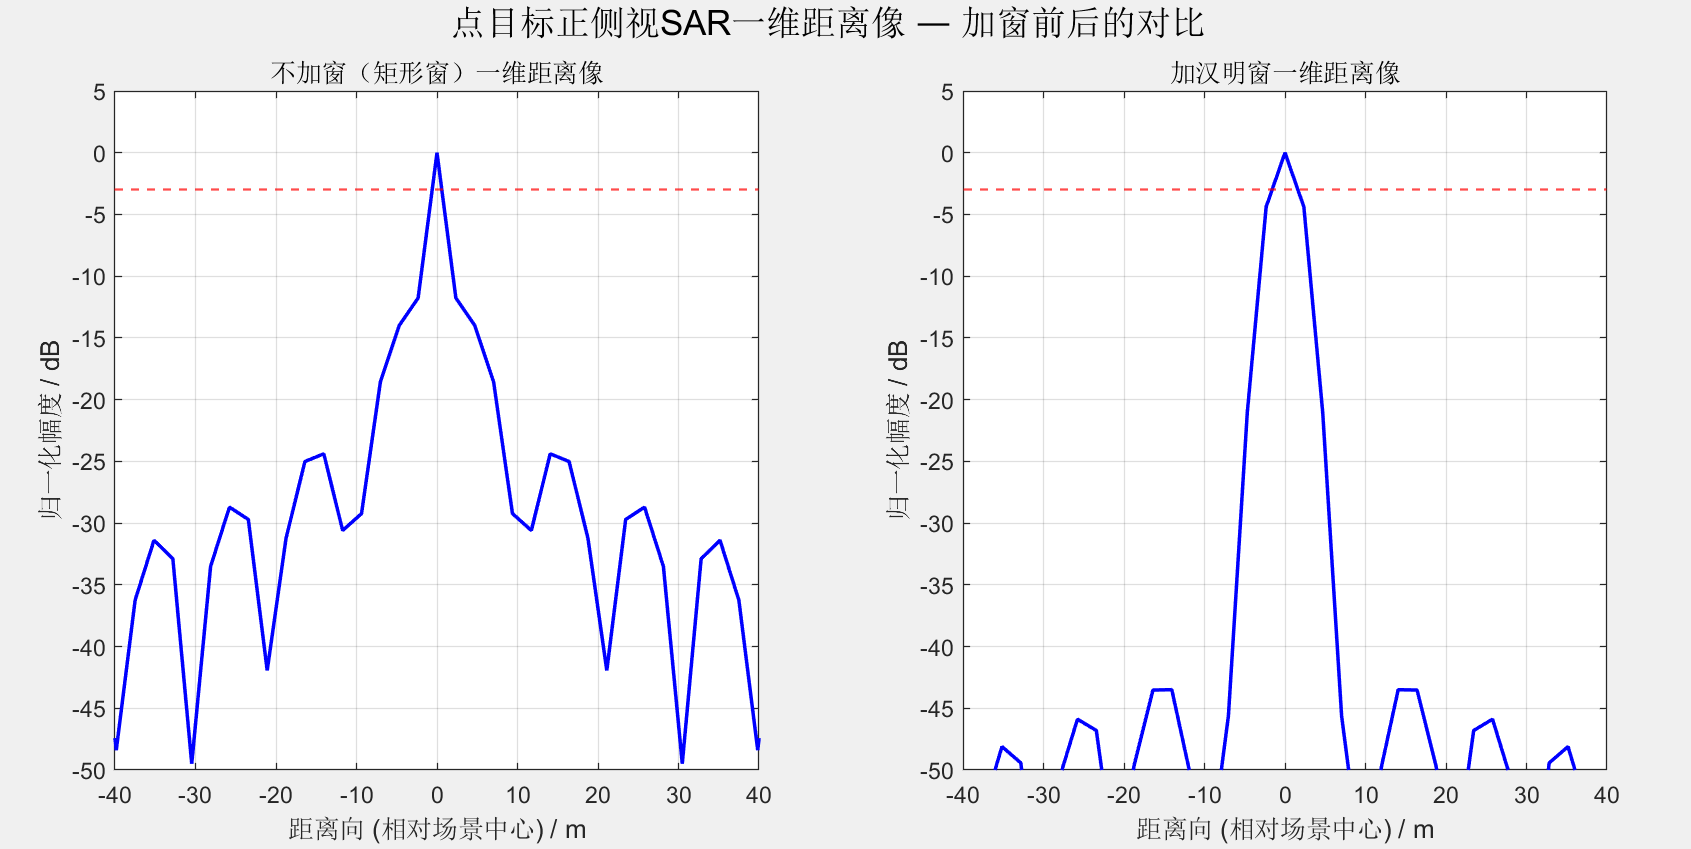 点目标正侧视SAR一维距离像 — 加窗前后的对比
不加窗（矩形窗）一维距离像
5
0
-5
-10
-15
-20
-25
-30
-35
-40
-45
-50
-40 -30 -20 -10 0 10 20 30 40
归一化幅度 / dB
距离向 (相对场景中心) / m
加汉明窗一维距离像
5
0
-5
-10
-15
-20
-25
-30
-35
-40
-45
-50
-40 -30 -20 -10 0 10 20 30 40
归一化幅度 / dB
距离向 (相对场景中心) / m